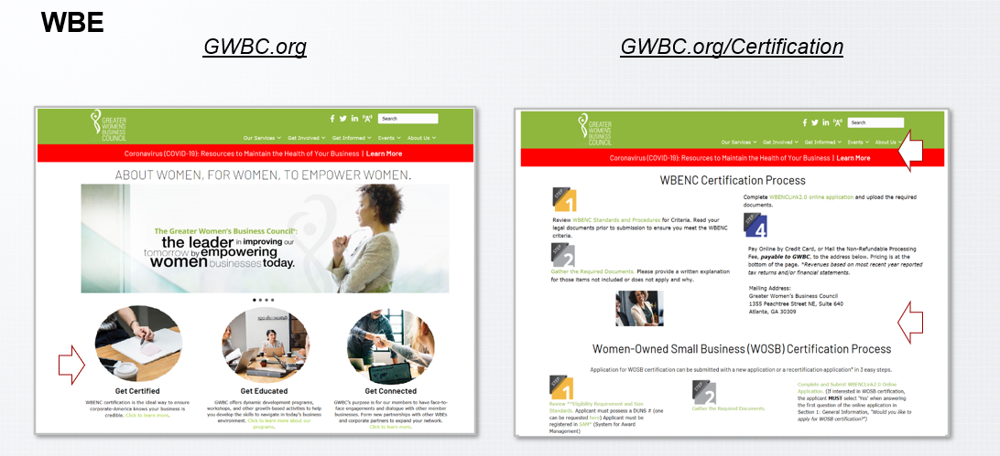 WBE
GWBC.org
GWBC.org/Certification
GREATER
WOMEN'S
BUSINESS
COUNCIL
Search
Our Services Get Involved Get Informed Events About Us
Coronavirus (COVID-19): Resources to Maintain the Health of Your Business | Learn More
ABOUT WOMEN, FOR WOMEN, TO EMPOWER WOMEN.
The Greater Women's Business Council®:
the leader in improving our
tomorrow by empowering
women businesses today.
Get Certified
WBENC certification is the ideal way to ensure
corporate-America knows your business is
credible. Click to learn more.
Get Educated
GWBC offers dynamic development programs,
workshops, and other growth based activities to help
you develop the skills to navigate in today's business
environment. Click to learn more about our
programs.
Get Connected
GWBC's purpose is for our members to have face-to-
face engagements and dialogue with other member
businesses. Form new partnerships with other WBEs
and corporate partners to expand your network.
Click to learn more.
GREATER
WOMEN'S
BUSINESS
COUNCIL
Search
Our Services Get Involved Get Informed Events About Us
Coronavirus (COVID-19): Resources to Maintain the Health of Your Business | Learn More
WBENC Certification Process
STEP 1
Review WBENC Standards and Procedures for Criteria. Read your
legal documents prior to submission to ensure you meet the WBENC
criteria.
STEP 2
Gather the Required Documents. Please provide a written explanation
for those items not included or does not apply and why.
Complete WBENCLink2.0 online application and upload the required
documents.
STEP 4
Pay Online by Credit Card, or Mail the Non-Refundable Processing
Fee, payable to GWBC, to the address below. Pricing is at the
bottom of the page. *Revenues based on most recent year reported
tax returns and/or financial statements.
Mailing Address:
Greater Women's Business Council
1355 Peachtree Street NE, Suite 640
Atlanta, GA 30309
Women-Owned Small Business (WOSB) Certification Process
Application for WOSB certification can be submitted with a new application or a recertification application* in 3 easy steps.
STEP 1
Review **Eligibility Requirement and Size
Standards. Applicant must possess a DUNS # (one
can be requested here) Applicant must be
registered in SAM* (System for Award
Management)
STEP 2
Gather the Required Documents.
Complete and Submit WBENCLink2.0 Online
Application. (If interested in WOSB certification,
the applicant MUST select 'Yes' when answering
the first question of the online application in
Section 1: General Information, "Would you like to
apply for WOSB certification?")